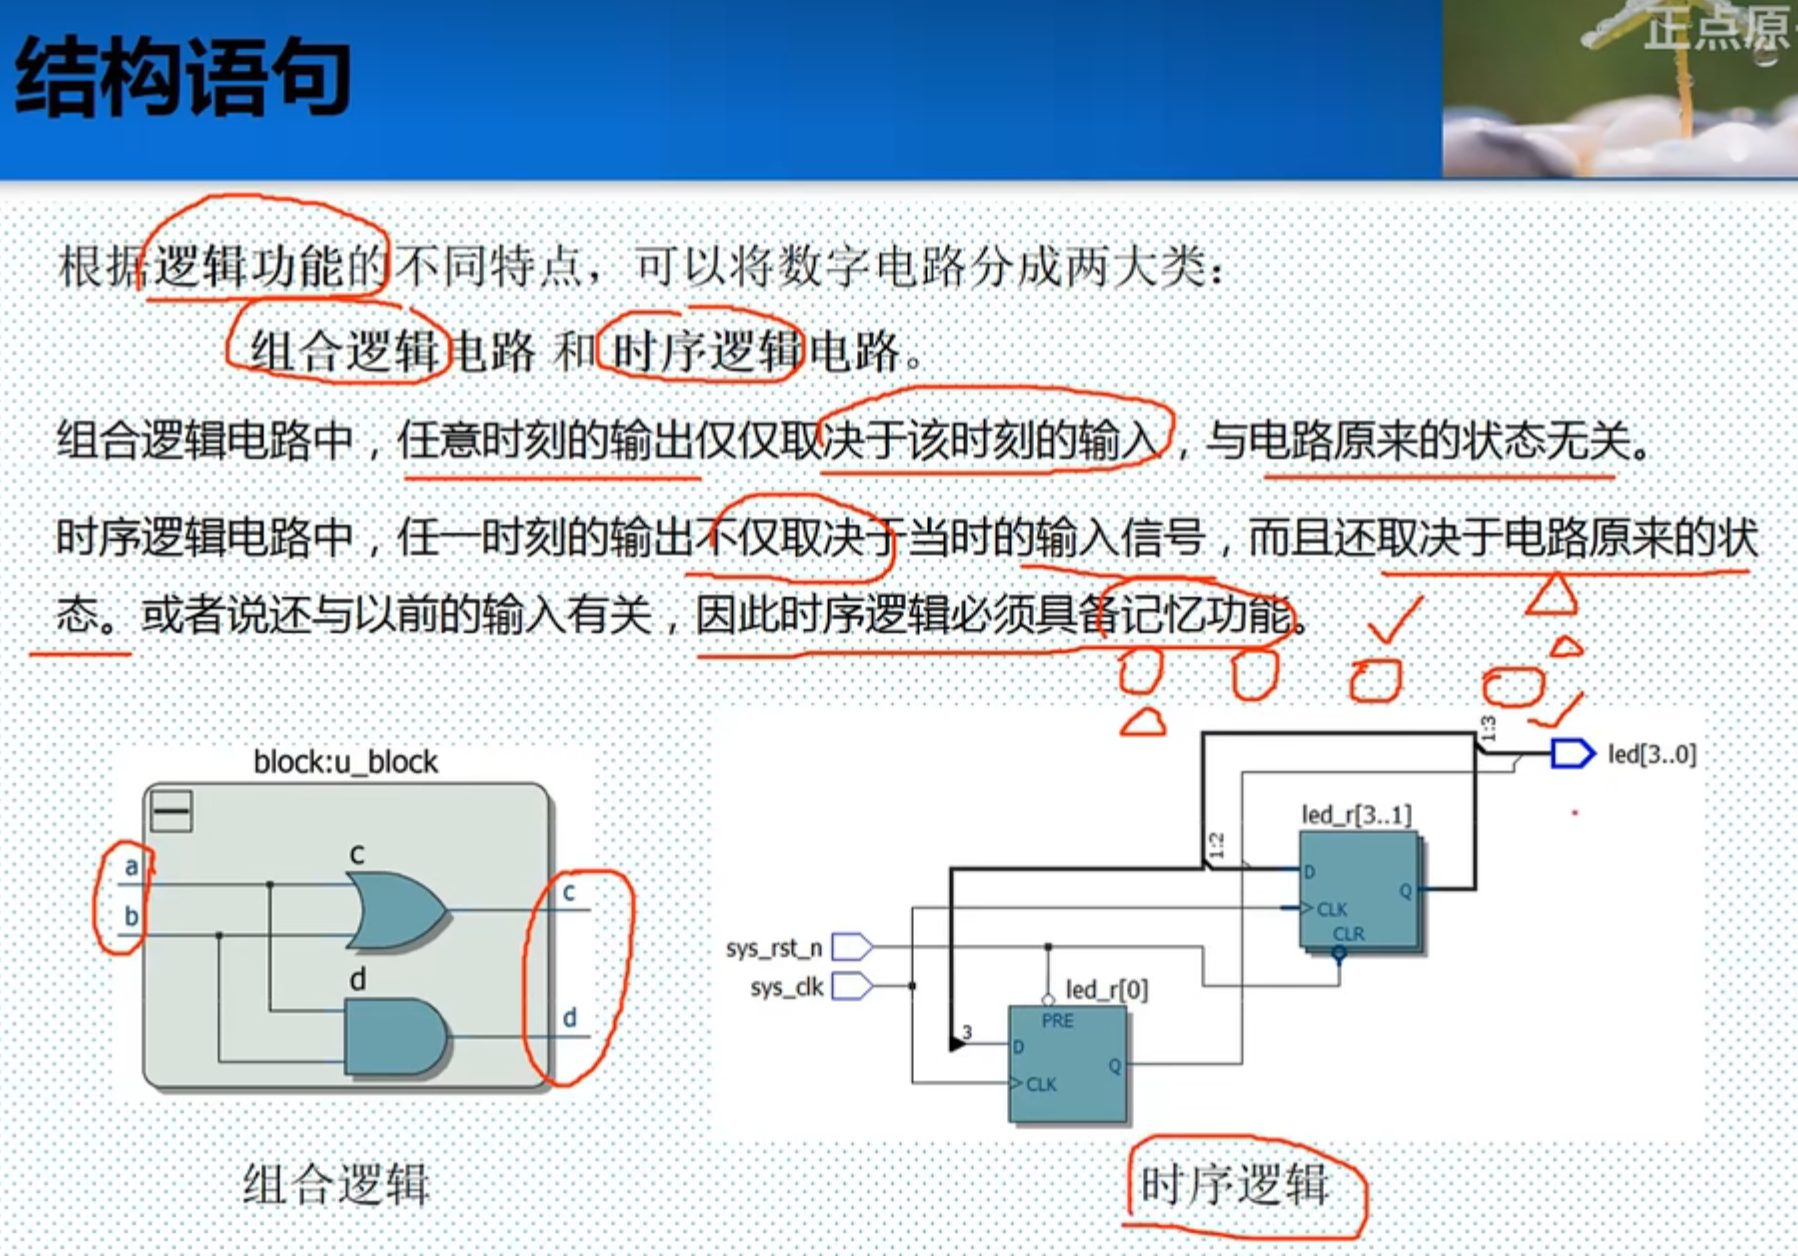 结构语句
正点原
根据逻辑功能的不同特点，可以将数字电路分成两大类：
组合逻辑电路 和 时序逻辑电路。
组合逻辑电路中，任意时刻的输出仅仅取决于该时刻的输入，与电路原来的状态无关。
时序逻辑电路中，任一时刻的输出不仅取决于当时的输入信号，而且还取决于电路原来的状
态。或者说还与以前的输入有关，因此时序逻辑必须具备记忆功能。
block:u_block
a
b
c
d
c
d
1:3
led[3..0]
led_r[3..1]
1:2
D
Q
CLK
CLR
sys_rst_n
sys_clk
led_r[0]
PRE
3
D
Q
CLK
组合逻辑
时序逻辑